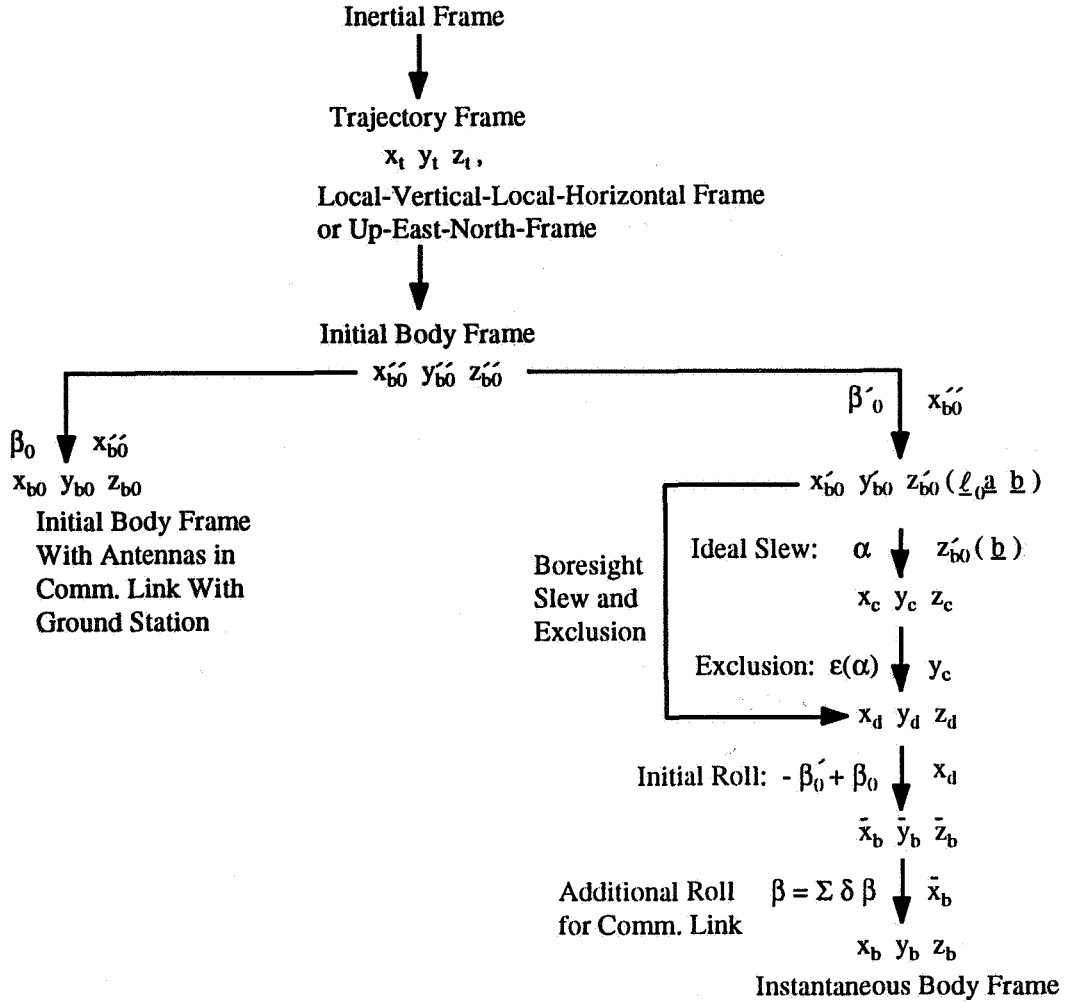 Inertial Frame
Trajectory Frame
xₜ yₜ zₜ,
Local-Vertical-Local-Horizontal Frame
or Up-East-North-Frame
Initial Body Frame
x″b0 y″b0 z″b0
β0 x″b0
xb0 yb0 zb0
Initial Body Frame
With Antennas in
Comm. Link With
Ground Station
β′0 x″b0
x′b0 y′b0 z′b0 (ℓ0 a b)
Boresight
Slew and
Exclusion
Ideal Slew: α z′b0 (b)
xc yc zc
Exclusion: ε(α) yc
xd yd zd
Initial Roll: - β′0 + β0 xd
x̄b ȳb z̄b
Additional Roll β = Σ δ β x̄b
for Comm. Link
xb yb zb
Instantaneous Body Frame